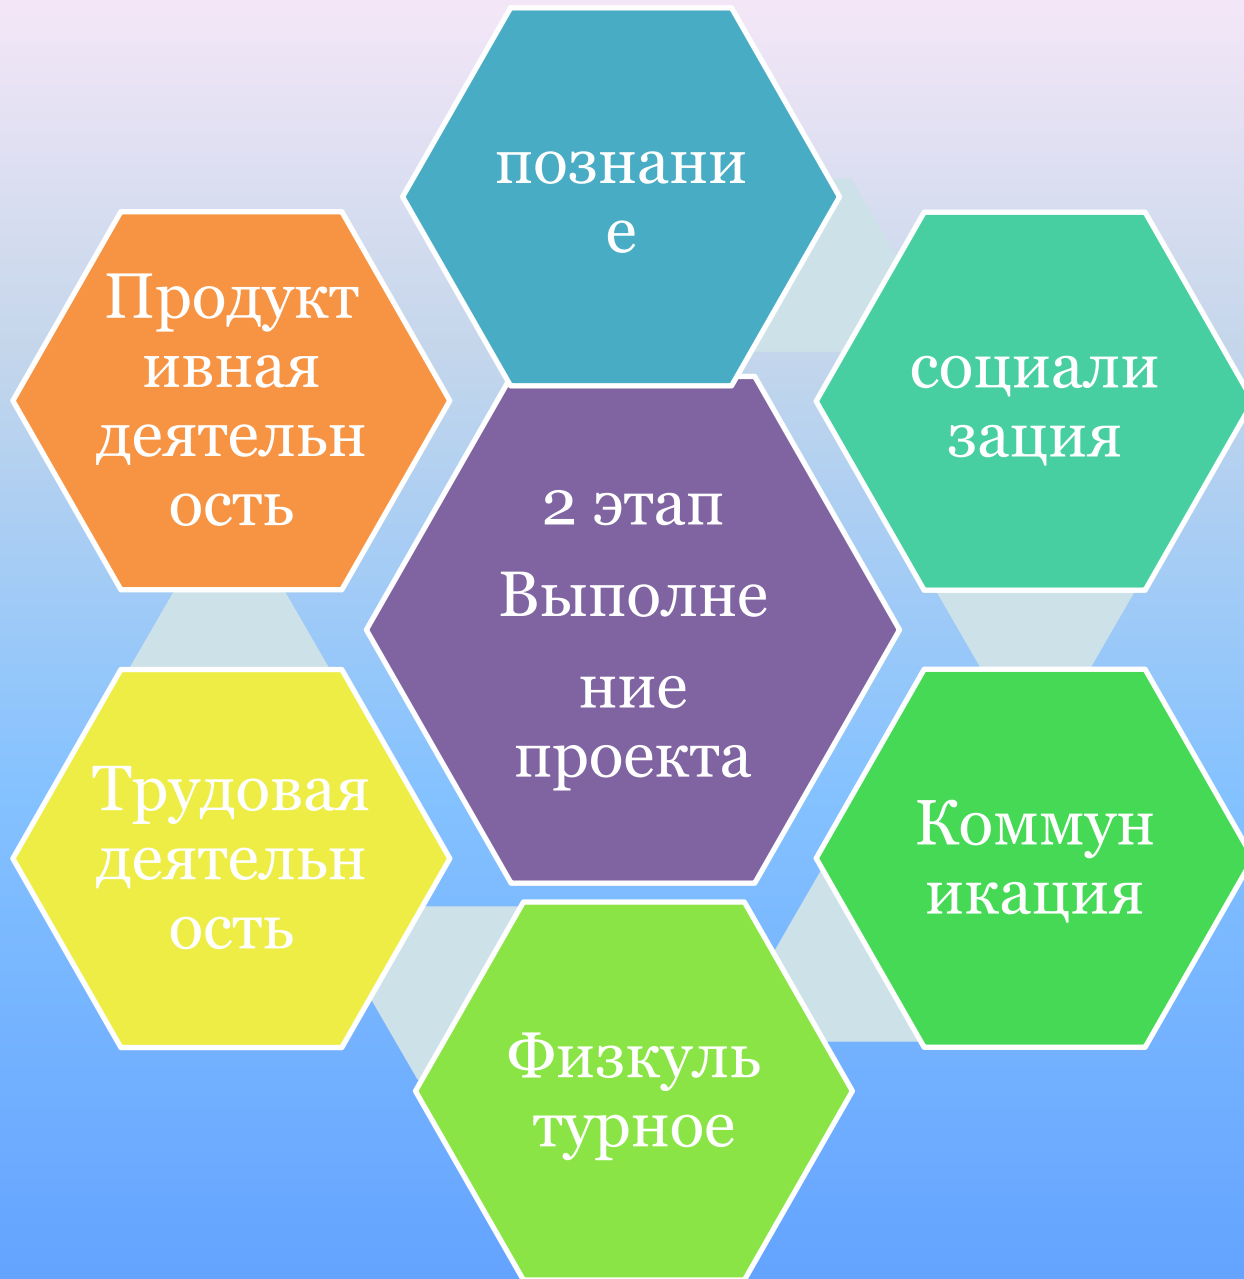 познани
е
социали
зация
Коммун
икация
Физкуль
турное
Трудовая
деятельн
ость
Продукт
ивная
деятельн
ость
2 этап
Выполне
ние
проекта